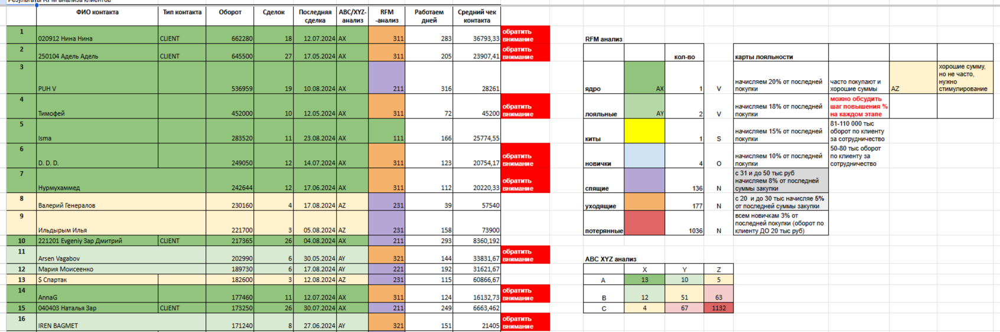 Результаты RFM анализа клиентов
ФИО контакта Тип контакта Оборот Сделок Последняя сделка ABC/XYZ-анализ RFM -анализ Работаем дней Средний чек контакта
1 020912 Нина Нина CLIENT 662280 18 12.07.2024 AX 311 283 36793,33 обратить внимание
2 250104 Адель Адель CLIENT 645500 27 17.05.2024 AX 311 205 23907,41 обратить внимание
3 PUH V 536959 19 10.08.2024 AX 211 316 28261
4 Тимофей 452000 10 12.05.2024 AX 311 72 45200 обратить внимание
5 Isma 283520 11 23.08.2024 AX 111 166 25774,55
6 D. D. D. 249050 12 14.07.2024 AX 311 123 20754,17 обратить внимание
7 Нурмухаммед 242644 12 17.06.2024 AX 311 112 20220,33 обратить внимание
8 Валерий Генералов 230160 4 17.08.2024 AZ 231 39 57540
9 Ильдырым Илья 221700 3 05.08.2024 AZ 231 158 73900
10 221201 Evgeniy Зар Дмитрий CLIENT 217365 26 04.08.2024 AX 211 293 8360,192
11 Arsen Vagabov 202990 6 30.05.2024 AY 321 144 33831,67 обратить внимание
12 Мария Моисеенко 189730 6 17.08.2024 AY 221 192 31621,67
13 $ Спартак 182600 3 12.08.2024 AZ 231 115 60866,67
14 AnnaG 177460 11 12.07.2024 AX 311 124 16132,73 обратить внимание
15 040403 Наталья Зар CLIENT 173250 26 30.07.2024 AX 211 249 6663,462
16 IREN BAGMET 171240 8 27.06.2024 AY 321 151 21405 обратить внимание
RFM анализ
кол-во карты лояльности
ядро AX 1 V начисляем 20% от последней покупки часто покупают и хорошие суммы AZ хорошие сумму, но не часто, нужно стимулирование
лояльные AY 2 V начисляем 18% от последней покупки можно обсудить шаг повышения % на каждом этапе
киты 1 S начисляем 15% от последней покупки 81-110 000 тыс оборот по клиенту за сотрудничество
новички 4 O начисляем 10% от последней покупки 50-80 тыс оборот по клиенту за сотрудничество
спящие 136 N с 31 и до 50 тыс руб начисляем 8% от последней суммы закупки
уходящие 177 N с 20 и до 30 тыс начисляе 5% от последней суммы закупки
потерянные 1036 N всем новичкам 3% от последней покупки (оборот по клиенту ДО 20 тыс руб)
ABC XYZ анализ
X Y Z
A 13 10 5
B 12 51 63
C 4 67 1132